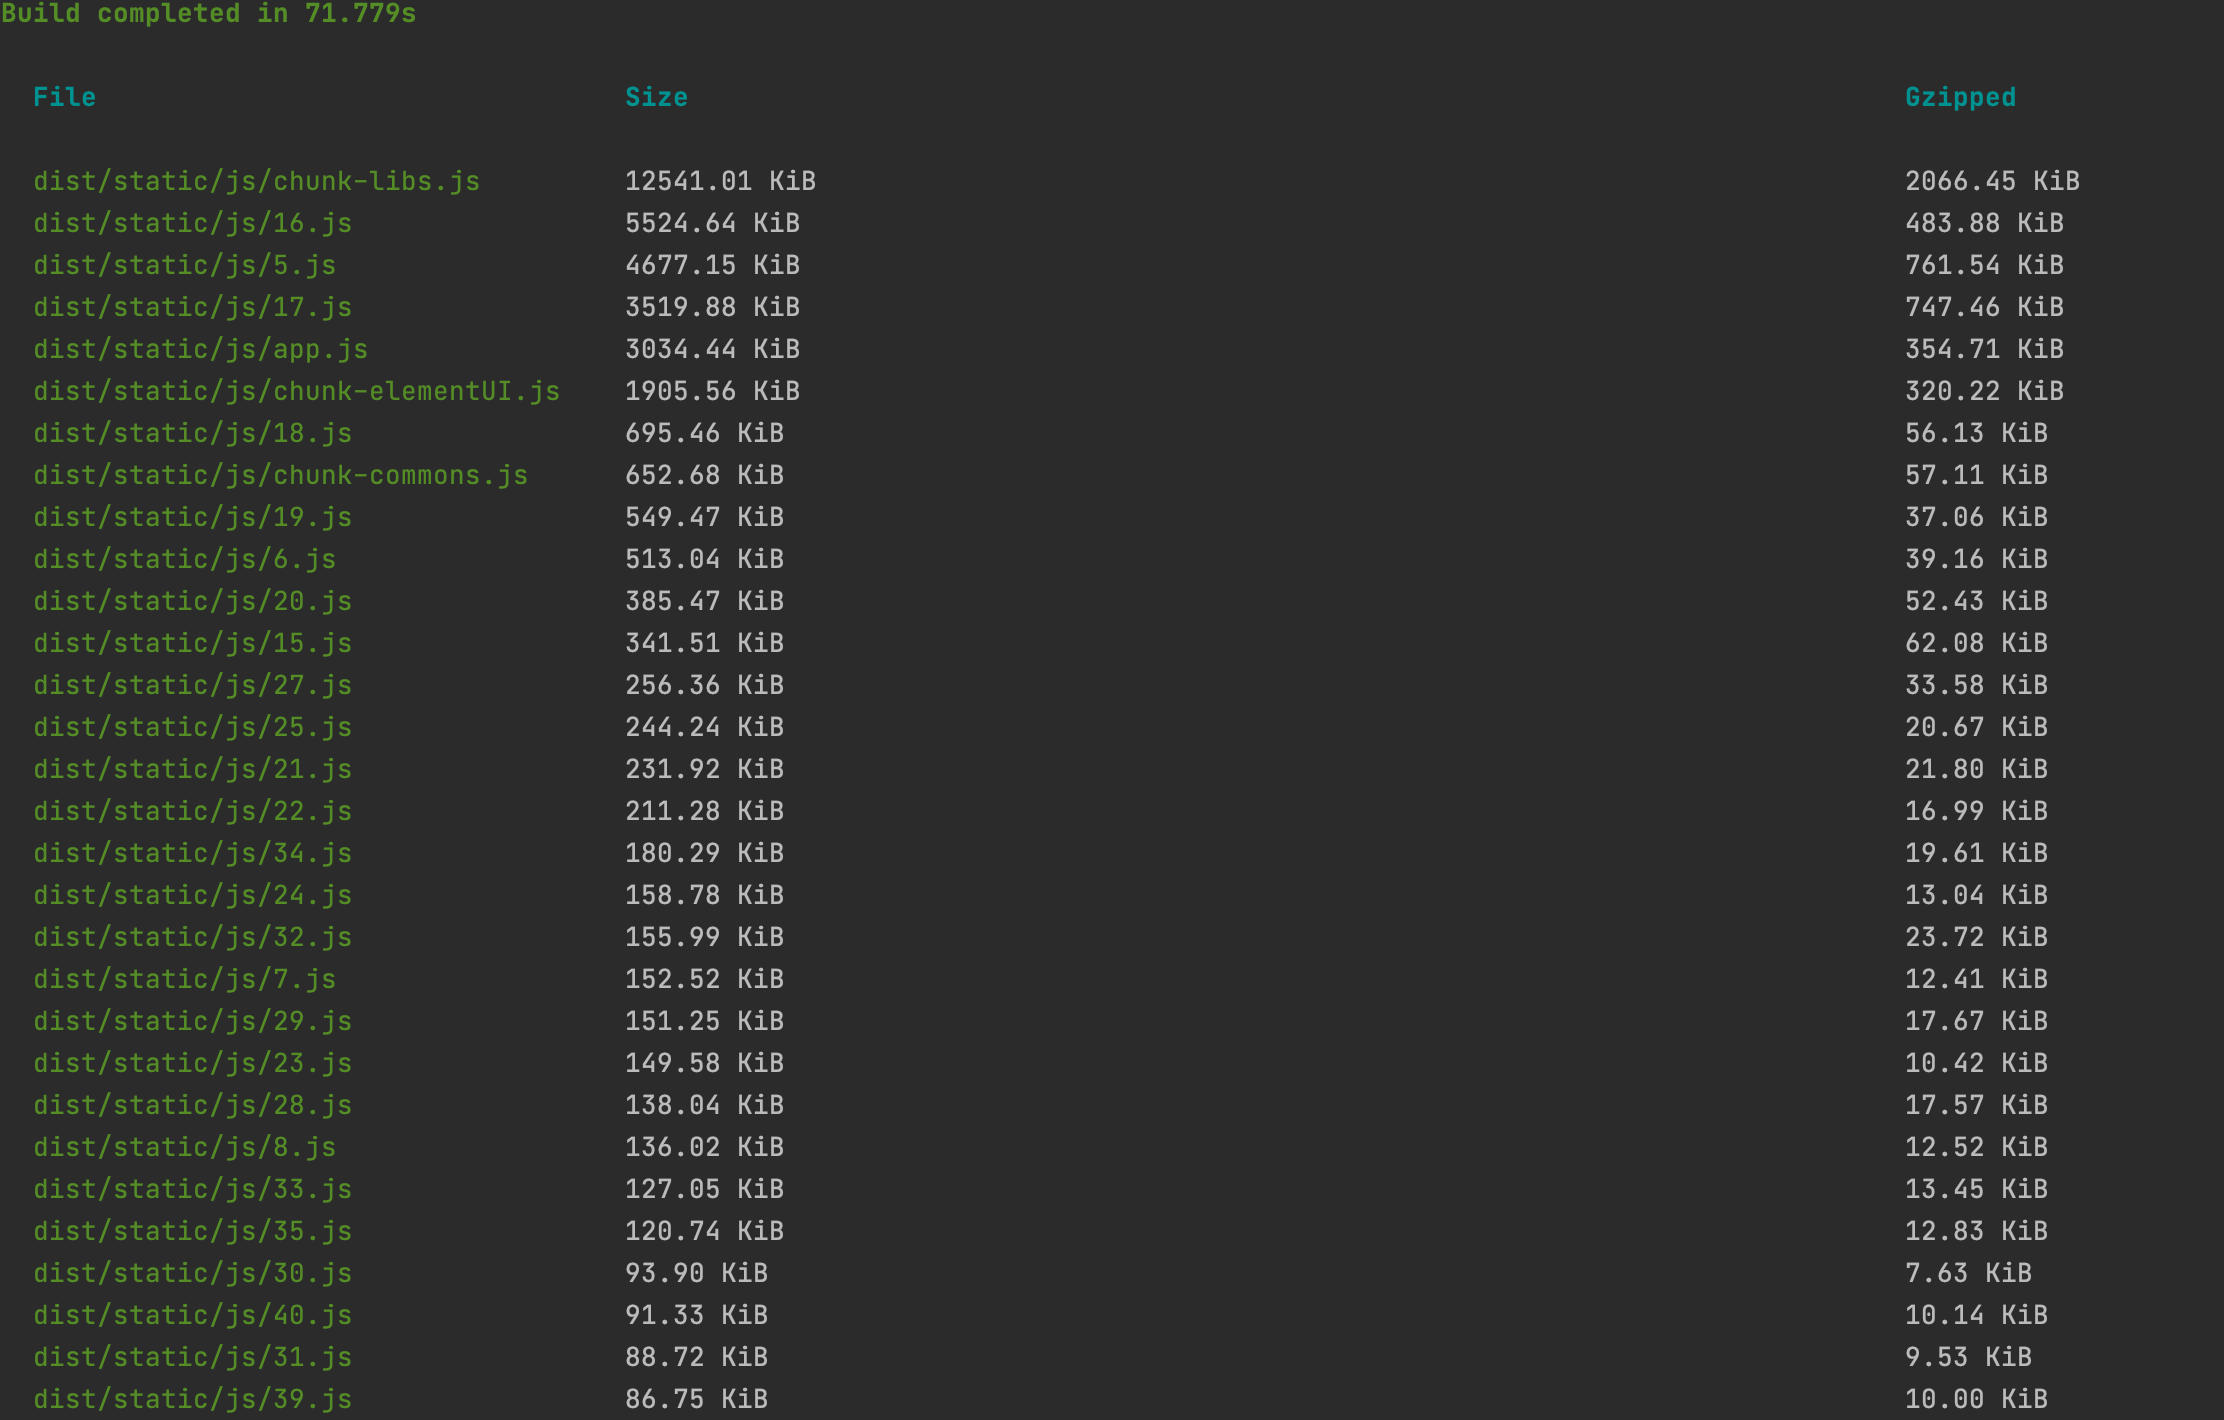 Build completed in 71.779s
File Size Gzipped
dist/static/js/chunk-libs.js 12541.01 KiB 2066.45 KiB
dist/static/js/16.js 5524.64 KiB 483.88 KiB
dist/static/js/5.js 4677.15 KiB 761.54 KiB
dist/static/js/17.js 3519.88 KiB 747.46 KiB
dist/static/js/app.js 3034.44 KiB 354.71 KiB
dist/static/js/chunk-elementUI.js 1905.56 KiB 320.22 KiB
dist/static/js/18.js 695.46 KiB 56.13 KiB
dist/static/js/chunk-commons.js 652.68 KiB 57.11 KiB
dist/static/js/19.js 549.47 KiB 37.06 KiB
dist/static/js/6.js 513.04 KiB 39.16 KiB
dist/static/js/20.js 385.47 KiB 52.43 KiB
dist/static/js/15.js 341.51 KiB 62.08 KiB
dist/static/js/27.js 256.36 KiB 33.58 KiB
dist/static/js/25.js 244.24 KiB 20.67 KiB
dist/static/js/21.js 231.92 KiB 21.80 KiB
dist/static/js/22.js 211.28 KiB 16.99 KiB
dist/static/js/34.js 180.29 KiB 19.61 KiB
dist/static/js/24.js 158.78 KiB 13.04 KiB
dist/static/js/32.js 155.99 KiB 23.72 KiB
dist/static/js/7.js 152.52 KiB 12.41 KiB
dist/static/js/29.js 151.25 KiB 17.67 KiB
dist/static/js/23.js 149.58 KiB 10.42 KiB
dist/static/js/28.js 138.04 KiB 17.57 KiB
dist/static/js/8.js 136.02 KiB 12.52 KiB
dist/static/js/33.js 127.05 KiB 13.45 KiB
dist/static/js/35.js 120.74 KiB 12.83 KiB
dist/static/js/30.js 93.90 KiB 7.63 KiB
dist/static/js/40.js 91.33 KiB 10.14 KiB
dist/static/js/31.js 88.72 KiB 9.53 KiB
dist/static/js/39.js 86.75 KiB 10.00 KiB